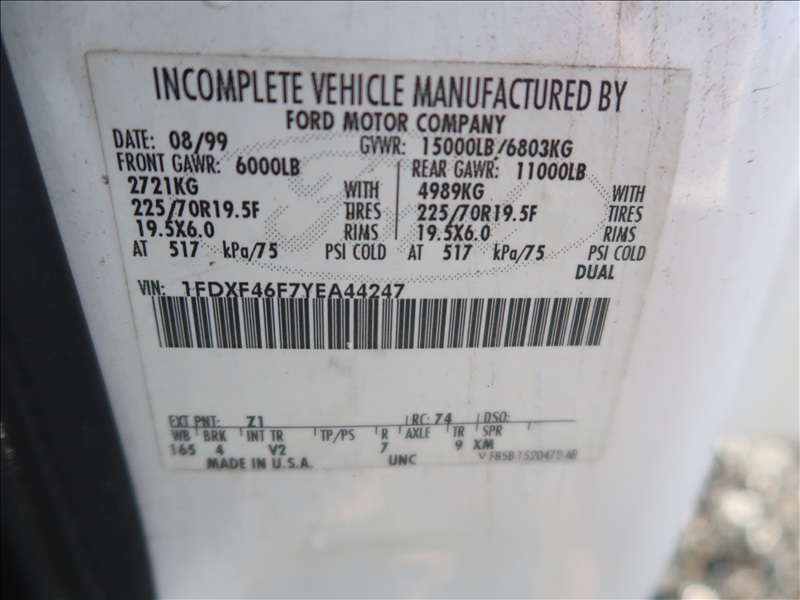 INCOMPLETE VEHICLE MANUFACTURED BY
FORD MOTOR COMPANY
DATE: 08/99 GVWR: 15000LB/6803KG
FRONT GAWR: 6000LB REAR GAWR: 11000LB
2721KG WITH 4989KG WITH
225/70R19.5F TIRES 225/70R19.5F TIRES
19.5X6.0 RIMS 19.5X6.0 RIMS
AT 517 kPa/75 PSI COLD AT 517 kPa/75 PSI COLD
DUAL
VIN: 1FDXF46F7YEA44247
EXT PNT: Z1 RC: 74 DSO:
WB BRK INT TR TP/PS R AXLE TR SPR
165 4 V2 7 9 XM
MADE IN U.S.A. UNC F85B-1520472-AB